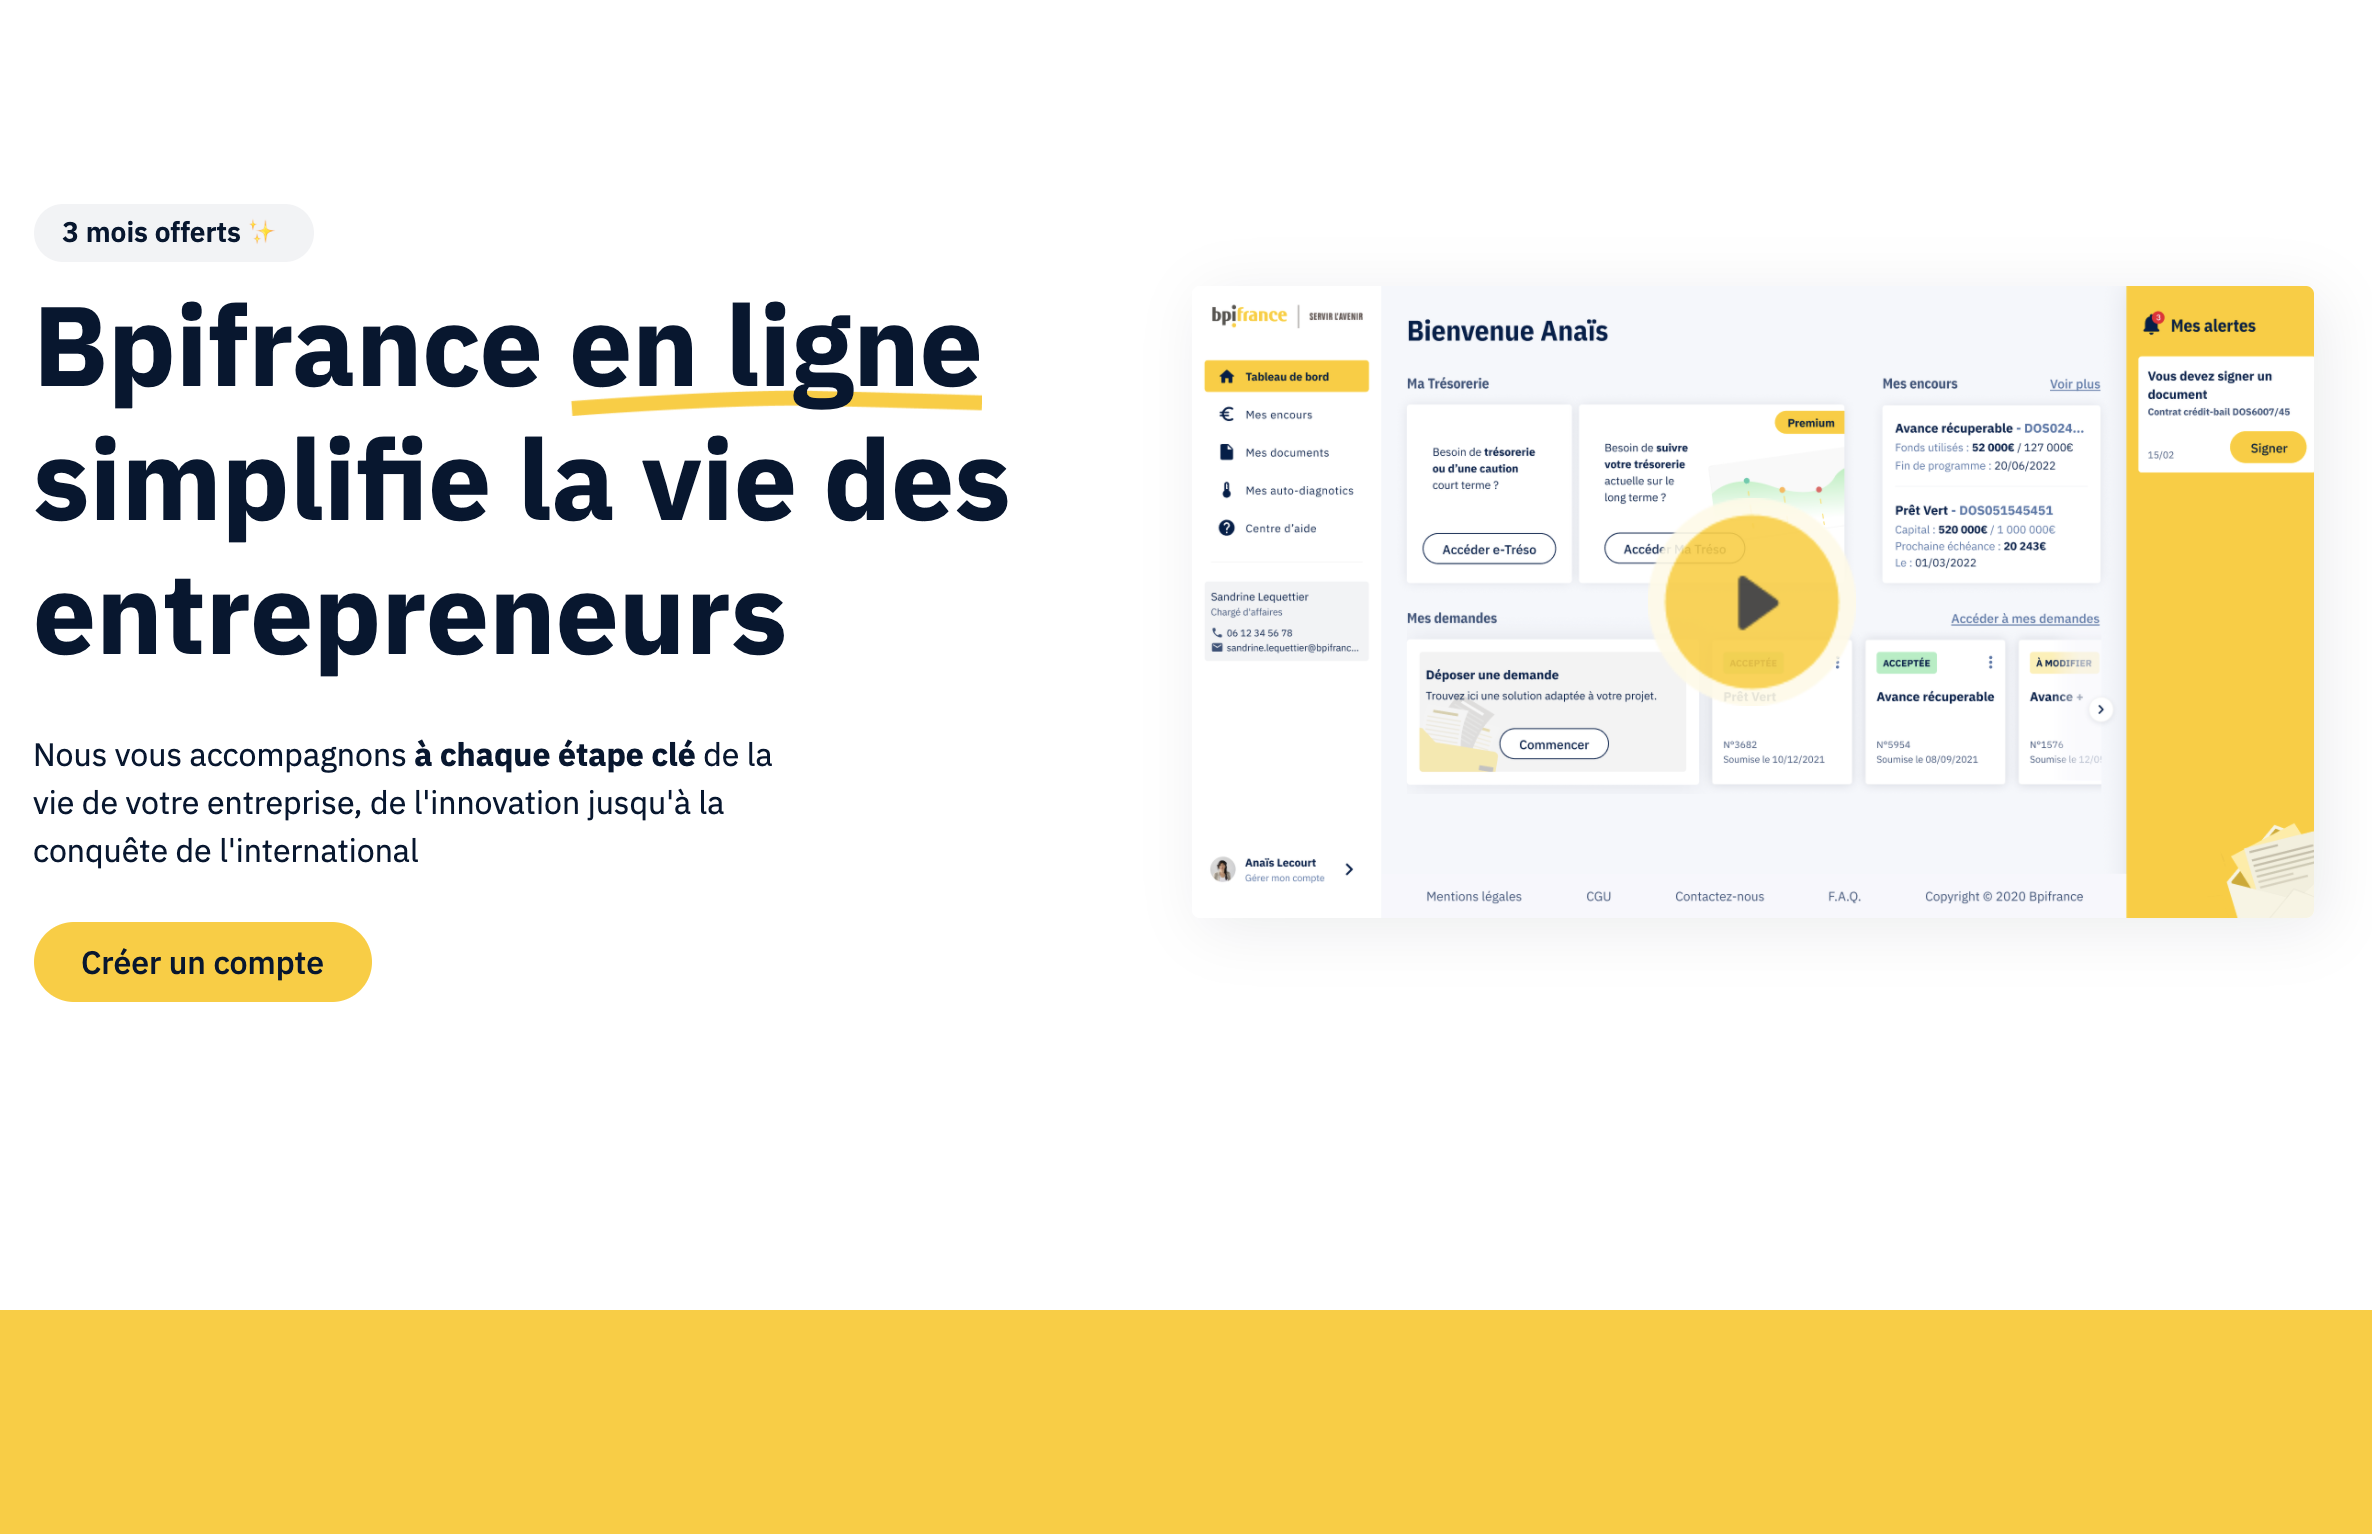 3 mois offerts ✨
Bpifrance en ligne
simplifie la vie des
entrepreneurs
Nous vous accompagnons à chaque étape clé de la
vie de votre entreprise, de l'innovation jusqu'à la
conquête de l'international
Créer un compte
bpifrance | SERVIR L'AVENIR
Tableau de bord
Mes encours
Mes documents
Mes auto-diagnotics
Centre d'aide
Sandrine Lequettier
Chargé d'affaires
06 12 34 56 78
sandrine.lequettier@bpifranc...
Anaïs Lecourt
Gérer mon compte
Bienvenue Anaïs
Ma Trésorerie
Besoin de trésorerie
ou d'une caution
court terme ?
Accéder e-Tréso
Premium
Besoin de suivre
votre trésorerie
actuelle sur le
long terme ?
Accéder Ma Tréso
Mes encours
Voir plus
Avance récuperable - DOS024...
Fonds utilisés : 52 000€ / 127 000€
Fin de programme : 20/06/2022
Prêt Vert - DOS051545451
Capital : 520 000€ / 1 000 000€
Prochaine échéance : 20 243€
Le : 01/03/2022
Mes demandes
Accéder à mes demandes
Déposer une demande
Trouvez ici une solution adaptée à votre projet.
Commencer
ACCEPTÉE
Prêt Vert
N°3682
Soumise le 10/12/2021
ACCEPTÉE
Avance récuperable
N°5954
Soumise le 08/09/2021
À MODIFIER
Avance +
N°1576
Soumise le 12/0
Mentions légales
CGU
Contactez-nous
F.A.Q.
Copyright © 2020 Bpifrance
3
Mes alertes
Vous devez signer un
document
Contrat crédit-bail DOS6007/45
15/02
Signer